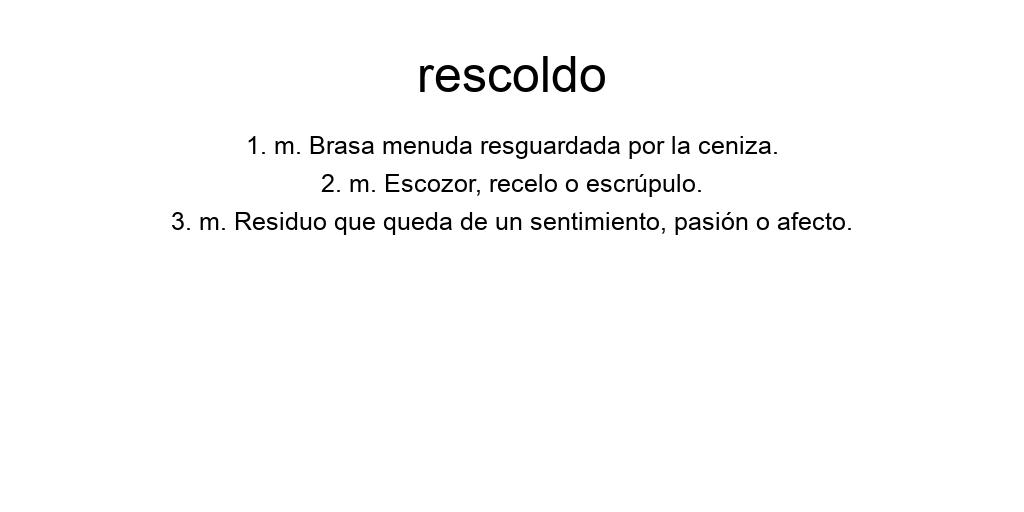 rescoldo
1. m. Brasa menuda resguardada por la ceniza.
2. m. Escozor, recelo o escrúpulo.
3. m. Residuo que queda de un sentimiento, pasión o afecto.